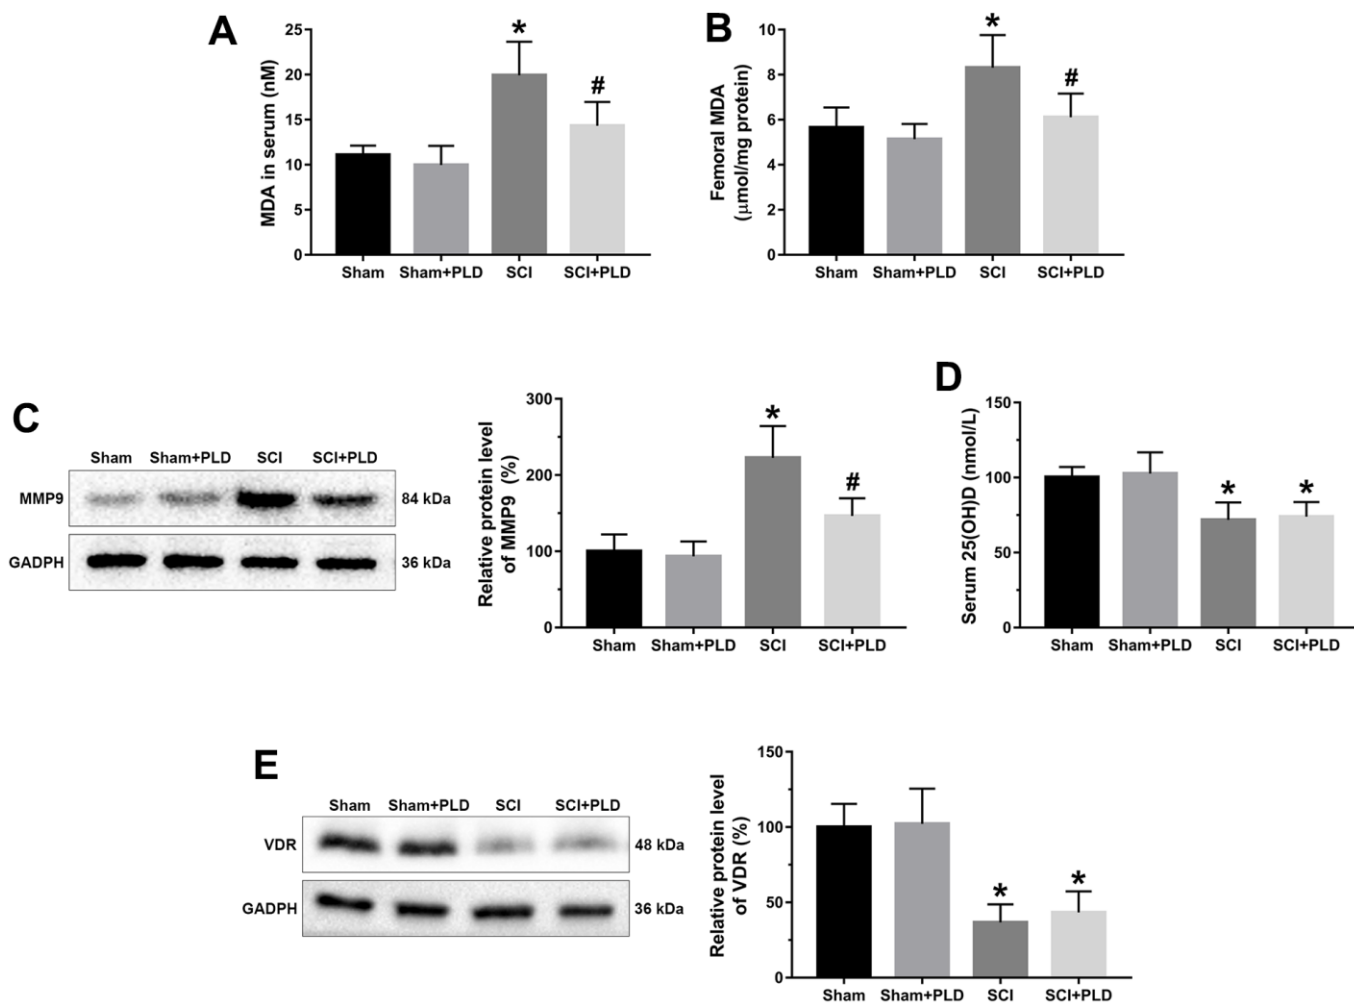 A
MDA in serum (nM)
25
20
15
10
5
0
*
#
Sham Sham+PLD SCI SCI+PLD
B
Femoral MDA
(μmol/mg protein)
10
8
6
4
2
0
*
#
Sham Sham+PLD SCI SCI+PLD
C
Sham Sham+PLD SCI SCI+PLD
MMP9 84 kDa
GADPH 36 kDa
Relative protein level
of MMP9 (%)
300
200
100
0
*
#
Sham Sham+PLD SCI SCI+PLD
D
Serum 25(OH)D (nmol/L)
150
100
50
0
*
*
Sham Sham+PLD SCI SCI+PLD
E
Sham Sham+PLD SCI SCI+PLD
VDR 48 kDa
GADPH 36 kDa
Relative protein level
of VDR (%)
150
100
50
0
*
*
Sham Sham+PLD SCI SCI+PLD